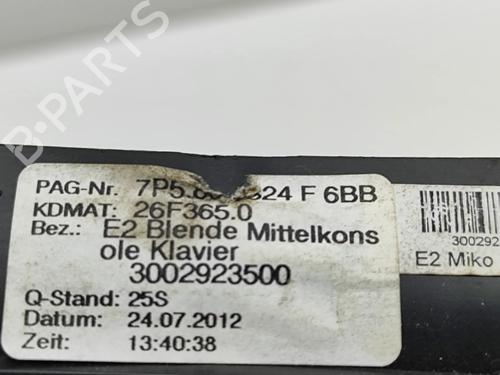 PAG-Nr. F 6BB
KDMAT: 26F365.0
Bez.: E2 Blende Mittelkons
ole Klavier
3002923500
Q-Stand: 25S
Datum: 24.07.2012
Zeit: 13:40:38
E2 Miko
B-PARTS